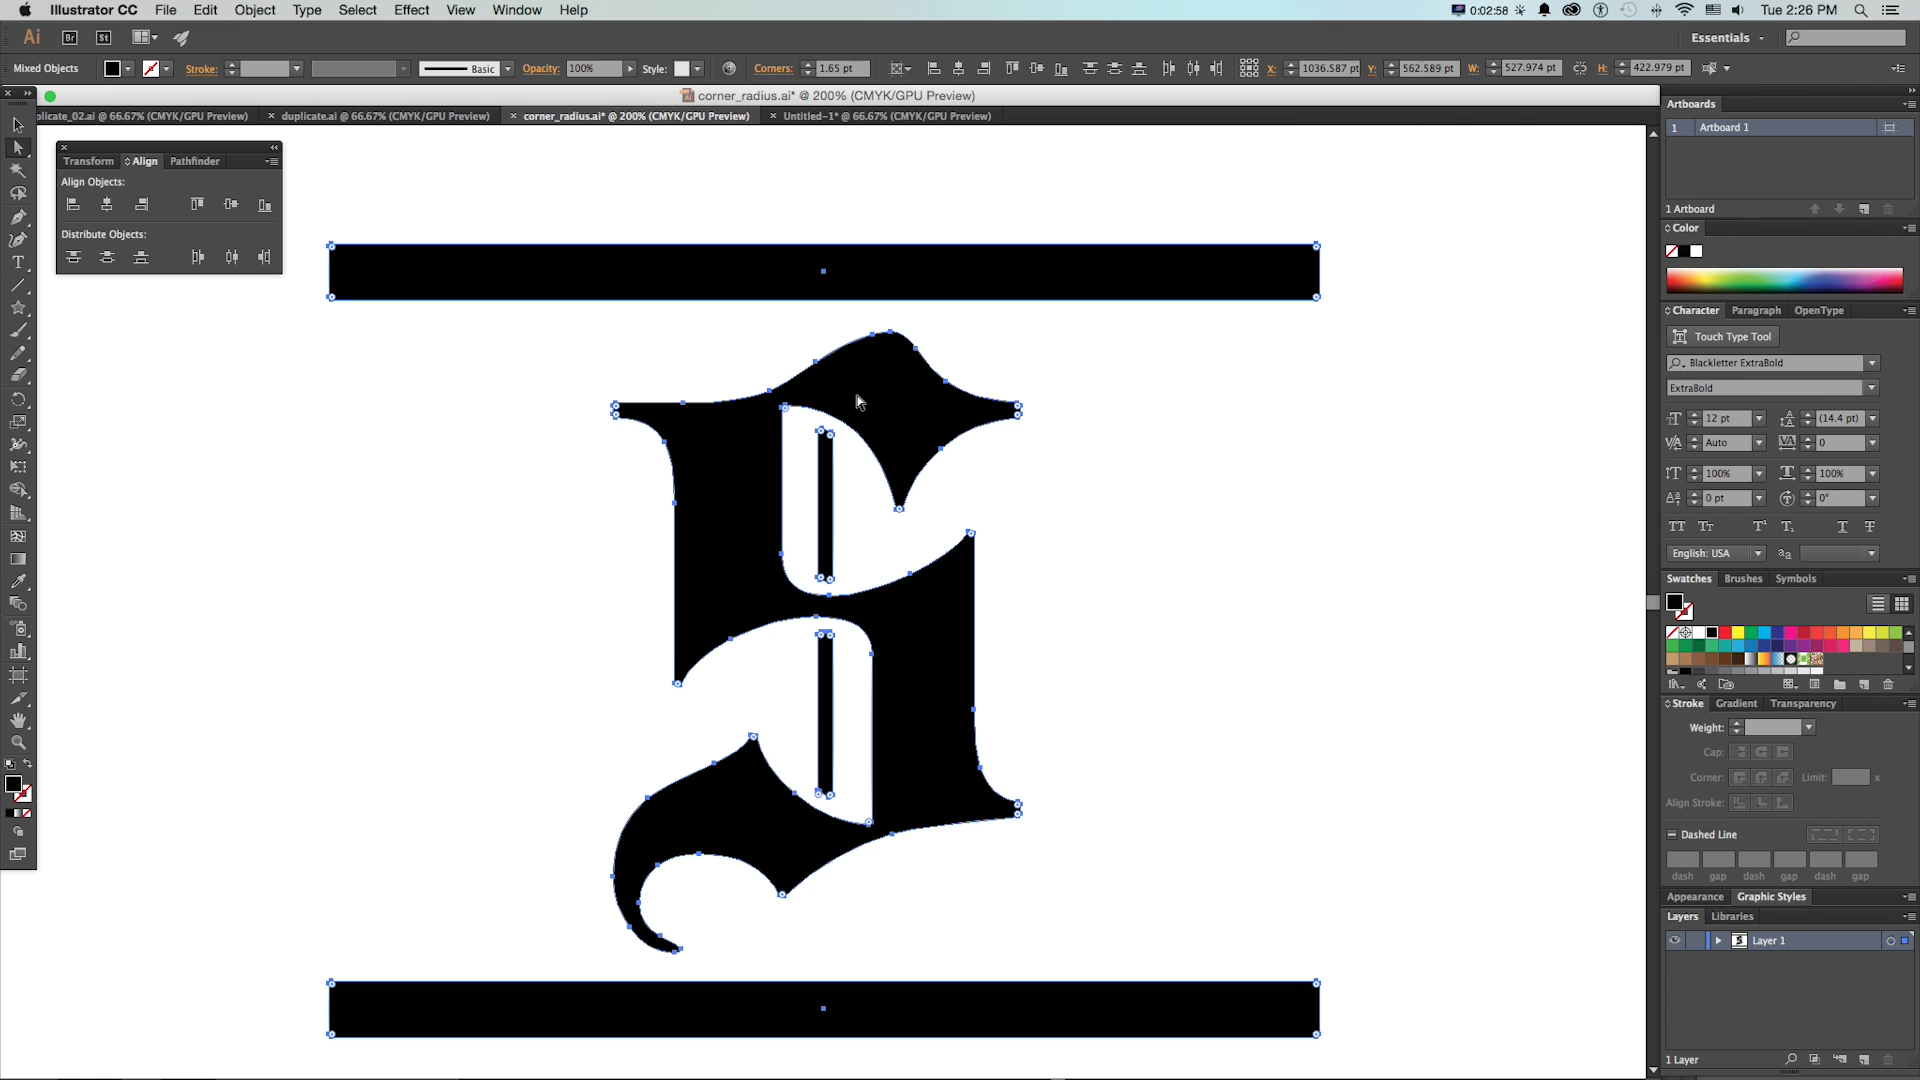 Illustrator CC File Edit Object Type Select Effect View Window Help 0:02:58 Tue 2:26 PM
Ai Br St Essentials
Mixed Objects Stroke: Basic Opacity: 100% Style: Corners: 1.65 pt X: 1036.587 pt Y: 562.589 pt W: 527.974 pt H: 422.979 pt
corner_radius.ai* @ 200% (CMYK/GPU Preview)
plicate_02.ai @ 66.67% (CMYK/GPU Preview) × duplicate.ai @ 66.67% (CMYK/GPU Preview) × corner_radius.ai* @ 200% (CMYK/GPU Preview) × Untitled-1* @ 66.67% (CMYK/GPU Preview)
Transform Align Pathfinder
Align Objects:
Distribute Objects:
S
Artboards
1 Artboard 1
1 Artboard
Color
Character Paragraph OpenType
Touch Type Tool
Blackletter ExtraBold
ExtraBold
12 pt (14.4 pt)
Auto 0
100% 100%
0 pt 0°
English: USA
Swatches Brushes Symbols
Stroke Gradient Transparency
Weight:
Cap:
Corner: Limit: x
Align Stroke:
Dashed Line
dash gap dash gap dash gap
Appearance Graphic Styles
Layers Libraries
Layer 1
1 Layer